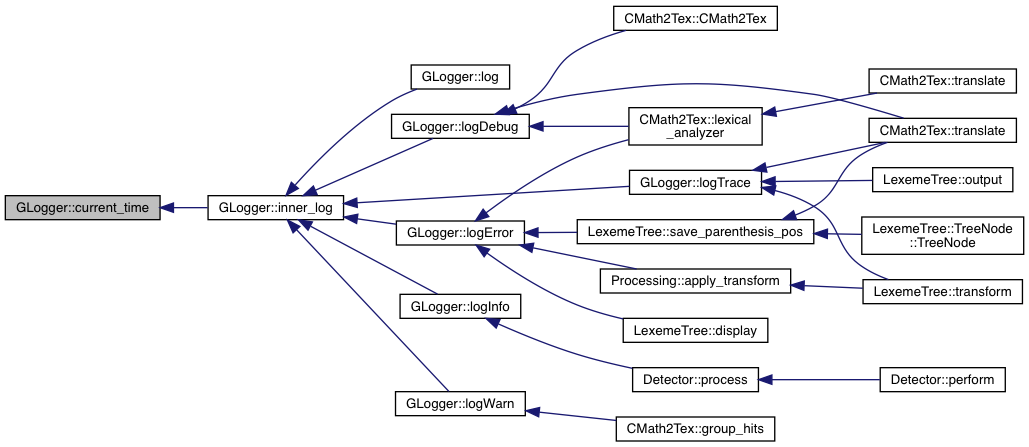 GLogger::current_time
GLogger::inner_log
GLogger::log
GLogger::logDebug
GLogger::logError
GLogger::logInfo
GLogger::logWarn
CMath2Tex::CMath2Tex
CMath2Tex::lexical
_analyzer
GLogger::logTrace
LexemeTree::save_parenthesis_pos
Processing::apply_transform
LexemeTree::display
Detector::process
CMath2Tex::group_hits
CMath2Tex::translate
CMath2Tex::translate
LexemeTree::output
LexemeTree::TreeNode
::TreeNode
LexemeTree::transform
Detector::perform